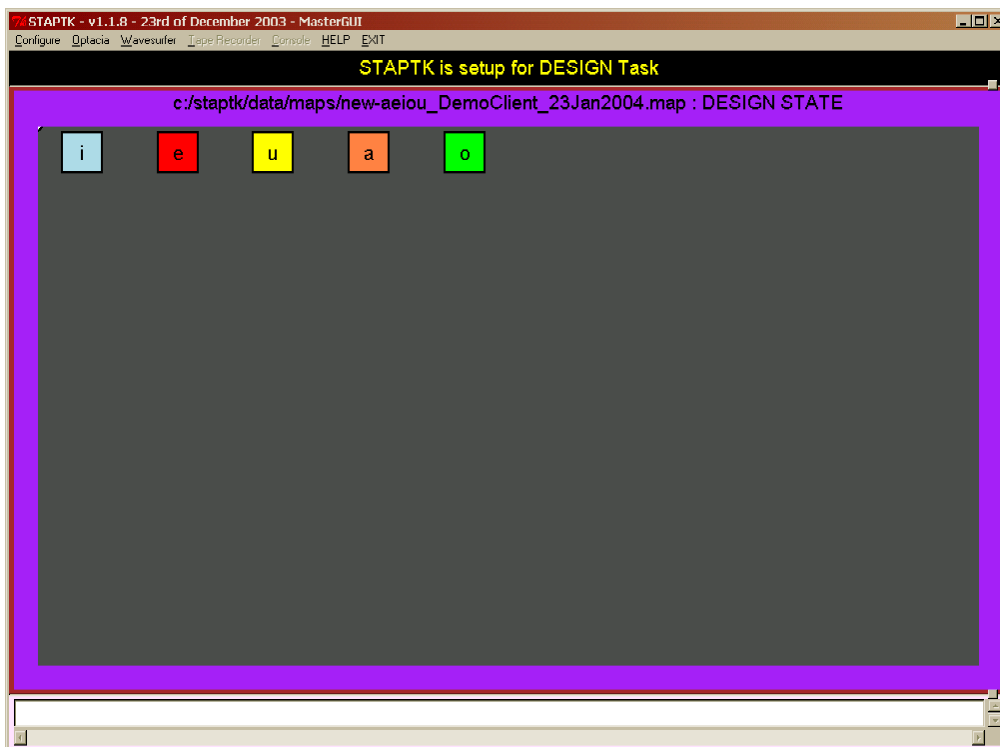 STAPTK - v1.1.8 - 23rd of December 2003 - MasterGUI
Configure Optacia Wavesurfer Tape Recorder Console HELP EXIT
STAPTK is setup for DESIGN Task
c:/staptk/data/maps/new-aeiou_DemoClient_23Jan2004.map : DESIGN STATE
i e u a o